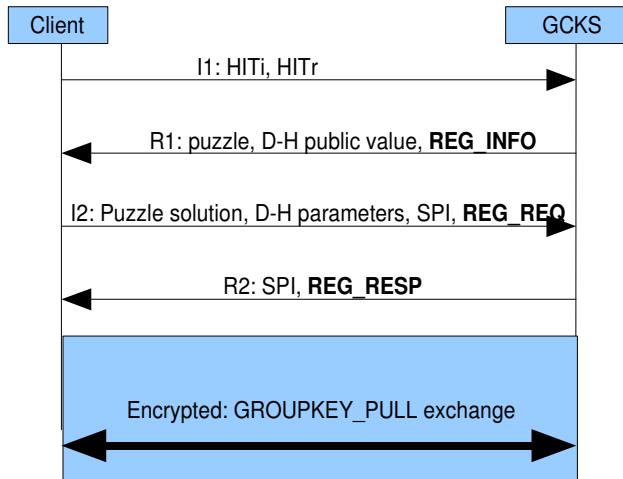 Client
GCKS
I1: HITi, HITr
R1: puzzle, D-H public value, REG_INFO
I2: Puzzle solution, D-H parameters, SPI, REG_REQ
R2: SPI, REG_RESP
Encrypted: GROUPKEY_PULL exchange